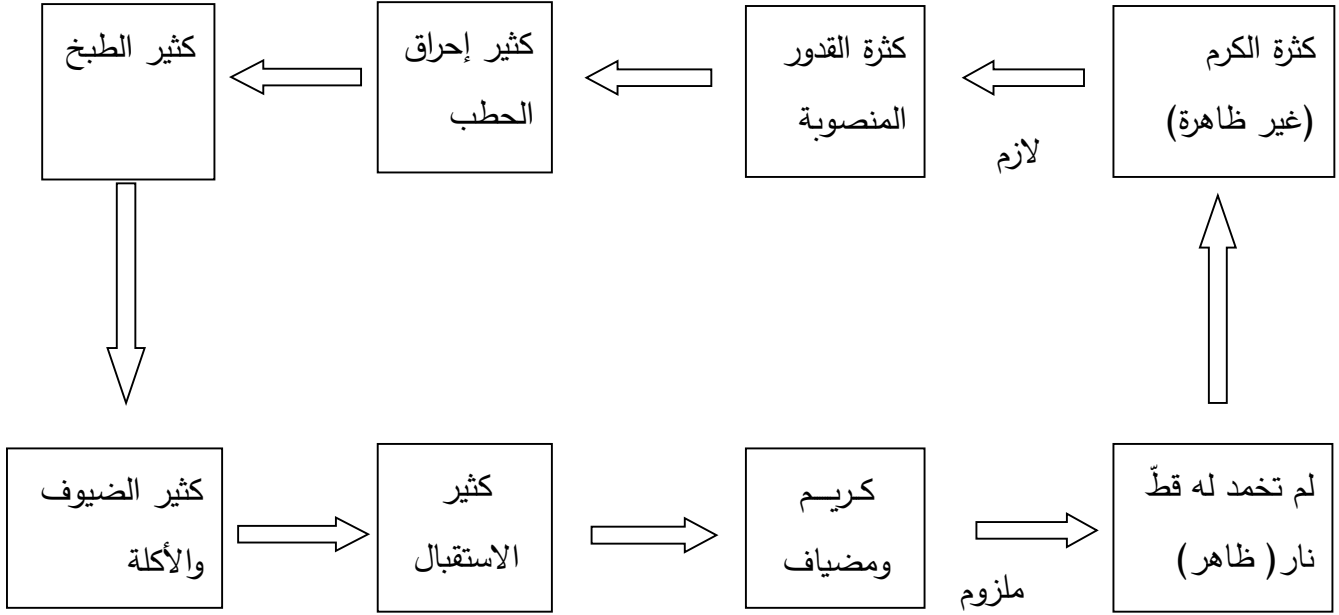 كثرة الكرم
(غير ظاهرة)
لازم
كثرة القدور
المنصوبة
كثير إحراق
الحطب
كثير الطبخ
كثير الضيوف
والأكلة
كثير
الاستقبال
كريـــم
ومضياف
ملزوم
لم تخمد له قطّ
نار( ظاهر)